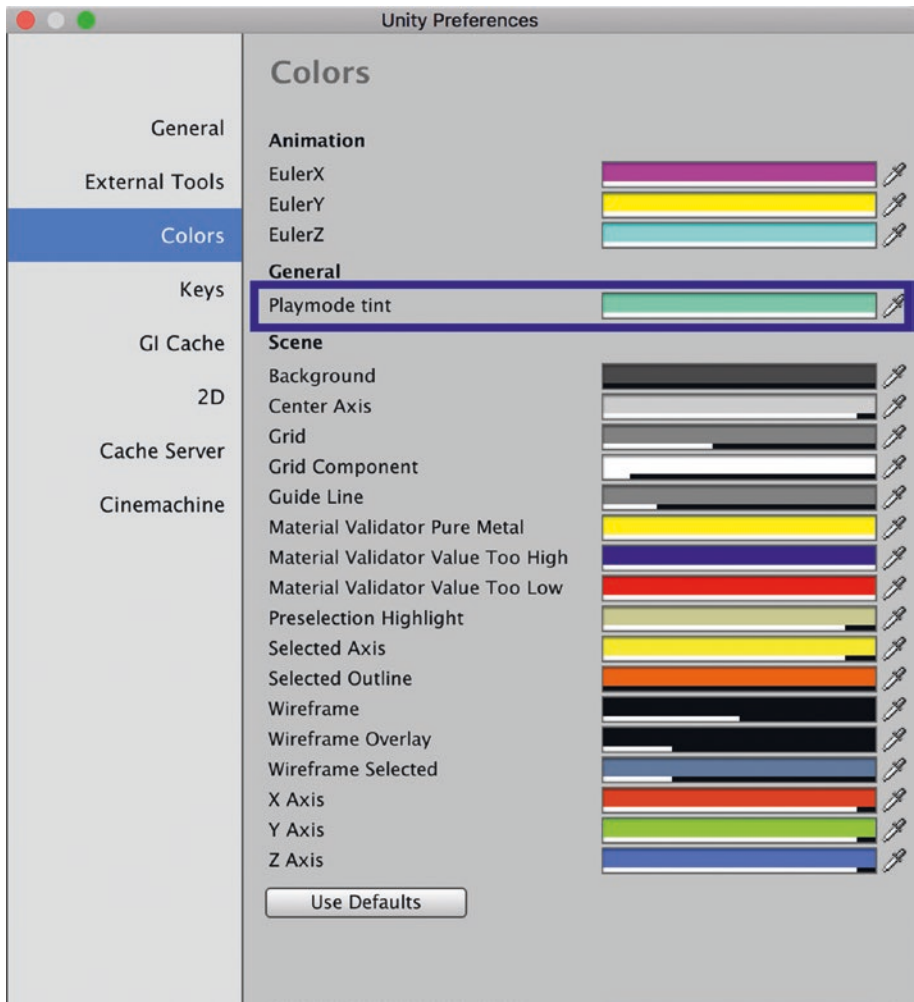 Unity Preferences
General
External Tools
Colors
Keys
GI Cache
2D
Cache Server
Cinemachine
Colors
Animation
EulerX
EulerY
EulerZ
General
Playmode tint
Scene
Background
Center Axis
Grid
Grid Component
Guide Line
Material Validator Pure Metal
Material Validator Value Too High
Material Validator Value Too Low
Preselection Highlight
Selected Axis
Selected Outline
Wireframe
Wireframe Overlay
Wireframe Selected
X Axis
Y Axis
Z Axis
Use Defaults